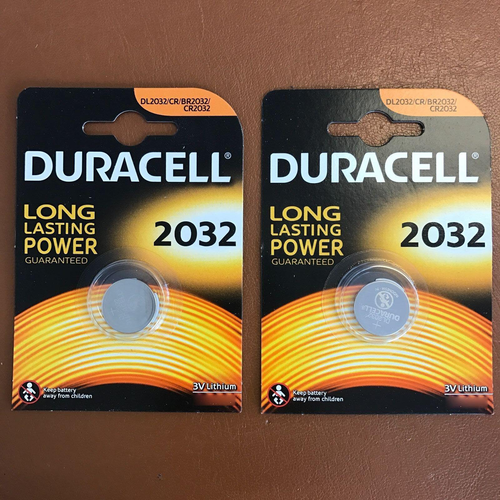 DL2032/CR/BR2032/
CR2032
DURACELL®
LONG
LASTING
POWER
GUARANTEED
2032
Keep battery
away from children
3V Lithium
DL2032/CR/BR2032/
CR2032
DURACELL®
LONG
LASTING
POWER
GUARANTEED
2032
DURACELL
Keep battery
away from children
3V Lithium